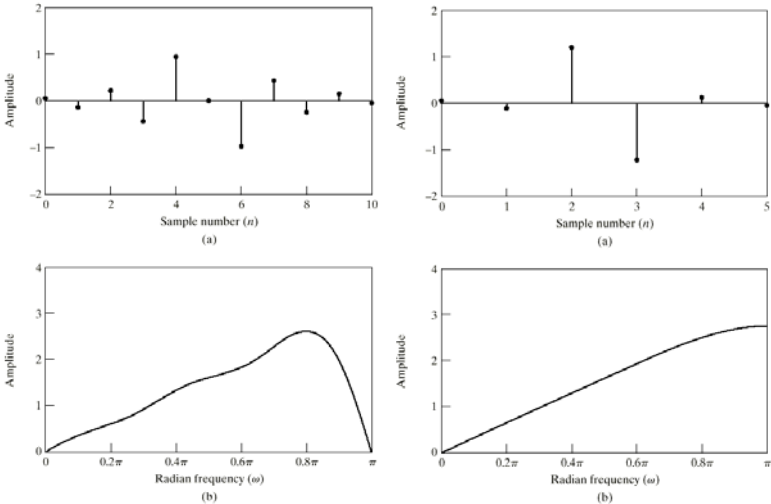 2
1
0
−1
−2
Amplitude
0
2
4
6
8
10
Sample number (n)
(a)
4
3
2
1
0
Amplitude
0
0.2π
0.4π
0.6π
0.8π
π
Radian frequency (ω)
(b)
2
1
0
−1
−2
Amplitude
0
1
2
3
4
5
Sample number (n)
(a)
4
3
2
1
0
Amplitude
0
0.2π
0.4π
0.6π
0.8π
π
Radian frequency (ω)
(b)